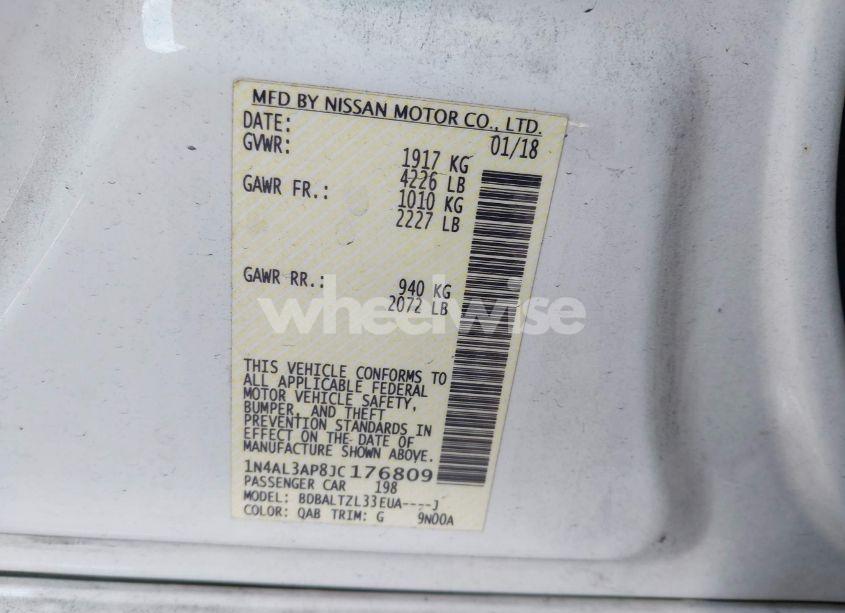 MFD BY NISSAN MOTOR CO., LTD.
DATE: 01/18
GVWR: 1917 KG
4226 LB
GAWR FR.: 1010 KG
2227 LB
GAWR RR.: 940 KG
2072 LB
wheelwise
THIS VEHICLE CONFORMS TO
ALL APPLICABLE FEDERAL
MOTOR VEHICLE SAFETY,
BUMPER, AND THEFT
PREVENTION STANDARDS IN
EFFECT ON THE DATE OF
MANUFACTURE SHOWN ABOVE.
1N4AL3AP8JC176809
PASSENGER CAR 198
MODEL: BDBALTZL33EUA----J
COLOR: QAB TRIM: G 9N00A